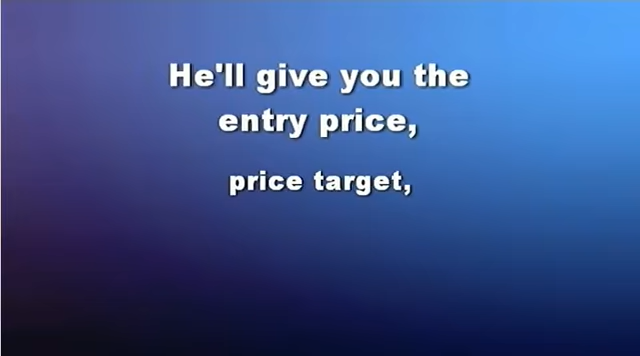 He'll give you the
entry price,
price target,